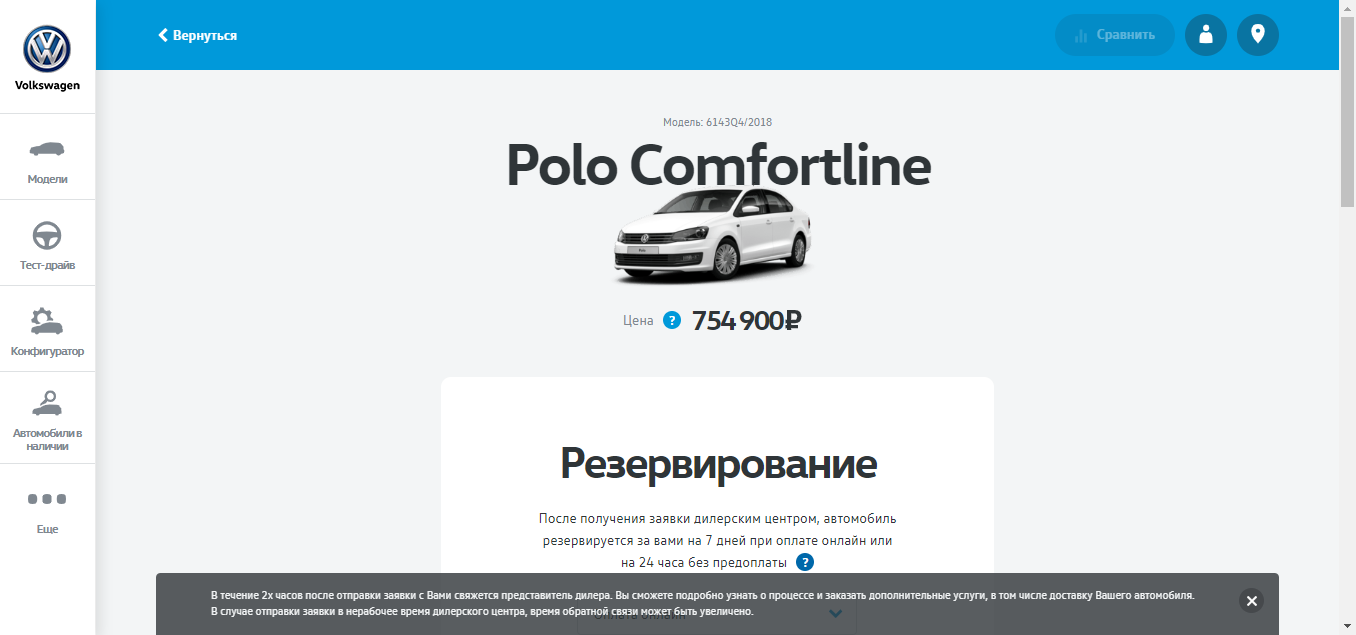 Volkswagen
Модели
Тест-драйв
Конфигуратор
Автомобили в
наличии
Еще
Вернуться
Сравнить
Модель: 6143Q4/2018
Polo Comfortline
Polo
Цена ? 754 900₽
Резервирование
После получения заявки дилерским центром, автомобиль
резервируется за вами на 7 дней при оплате онлайн или
на 24 часа без предоплаты ?
В течение 2х часов после отправки заявки с Вами свяжется представитель дилера. Вы сможете подробно узнать о процессе и заказать дополнительные услуги, в том числе доставку Вашего автомобиля.
В случае отправки заявки в нерабочее время дилерского центра, время обратной связи может быть увеличено.
Оплата онлайн